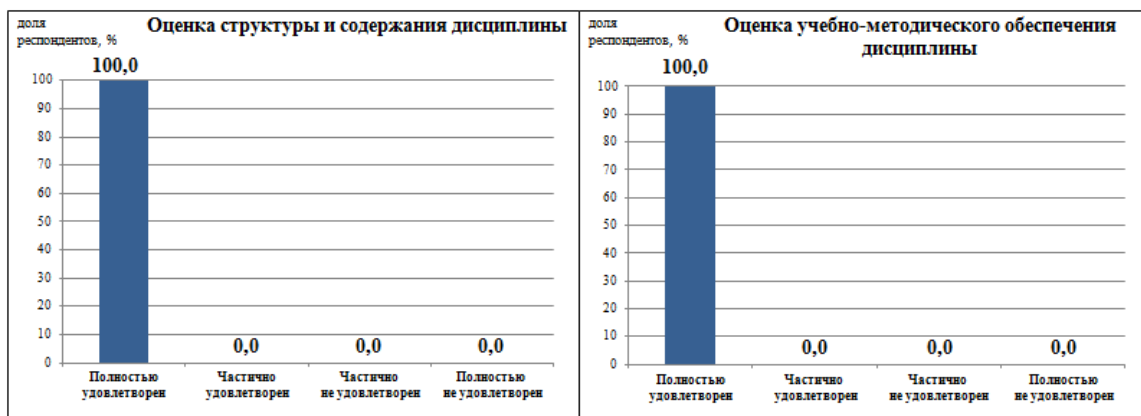 доля
респондентов, %
Оценка структуры и содержания дисциплины
100,0
100
90
80
70
60
50
40
30
20
10
0
0,0
0,0
0,0
Полностью
удовлетворен
Частично
удовлетворен
Частично
не удовлетворен
Полностью
не удовлетворен
доля
респондентов, %
Оценка учебно-методического обеспечения
дисциплины
100,0
100
90
80
70
60
50
40
30
20
10
0
0,0
0,0
0,0
Полностью
удовлетворен
Частично
удовлетворен
Частично
не удовлетворен
Полностью
не удовлетворен